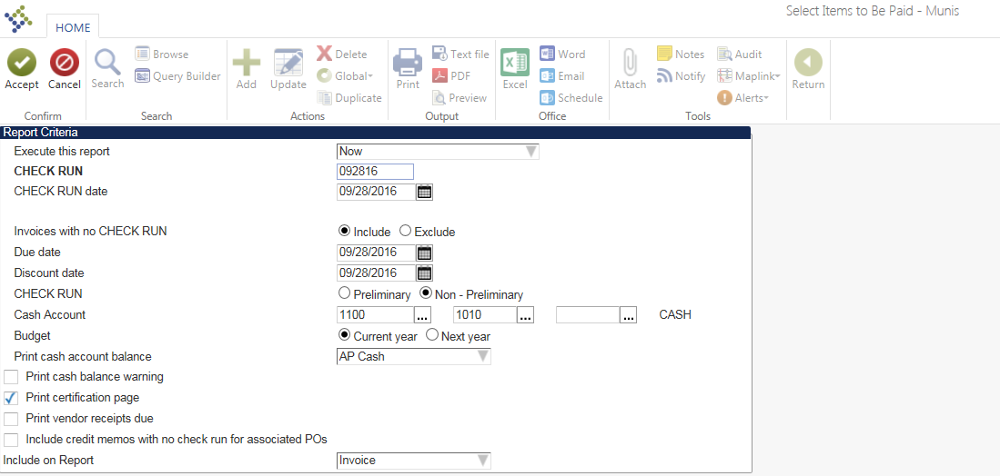 Select Items to Be Paid - Munis
HOME
Accept
Cancel
Confirm
Search
Browse
Query Builder
Search
Add
Update
Delete
Global
Duplicate
Actions
Print
Text file
PDF
Preview
Output
Excel
Word
Email
Schedule
Office
Attach
Notes
Notify
Audit
Maplink
Alerts
Tools
Return
Report Criteria
Execute this report Now
CHECK RUN 092816
CHECK RUN date 09/28/2016
Invoices with no CHECK RUN Include Exclude
Due date 09/28/2016
Discount date 09/28/2016
CHECK RUN Preliminary Non - Preliminary
Cash Account 1100 ... 1010 ... ... CASH
Budget Current year Next year
Print cash account balance AP Cash
Print cash balance warning
Print certification page
Print vendor receipts due
Include credit memos with no check run for associated POs
Include on Report Invoice